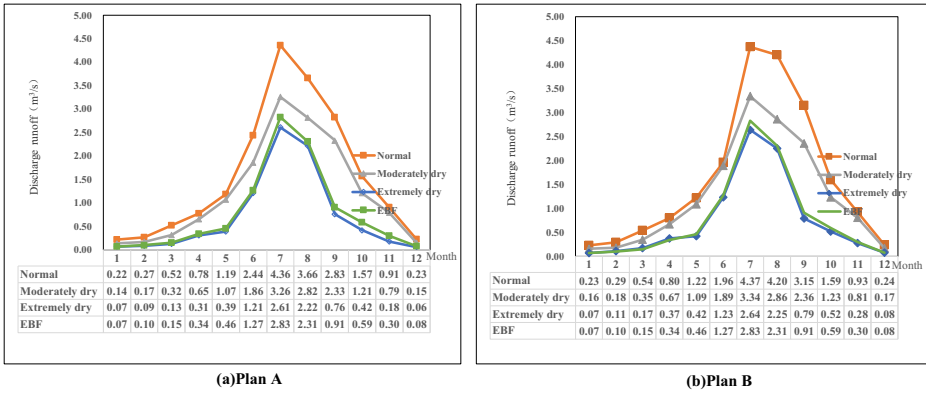 5.00
4.50
4.00
3.50
3.00
2.50
2.00
1.50
1.00
0.50
0.00
Discharge runoff（m³/s）
Normal
Moderately dry
Extremely dry
EBF
1 2 3 4 5 6 7 8 9 10 11 12 Month
Normal 0.22 0.27 0.52 0.78 1.19 2.44 4.36 3.66 2.83 1.57 0.91 0.23
Moderately dry 0.14 0.17 0.32 0.65 1.07 1.86 3.26 2.82 2.33 1.21 0.79 0.15
Extremely dry 0.07 0.09 0.13 0.31 0.39 1.21 2.61 2.22 0.76 0.42 0.18 0.06
EBF 0.07 0.10 0.15 0.34 0.46 1.27 2.83 2.31 0.91 0.59 0.30 0.08
(a)Plan A
5.00
4.50
4.00
3.50
3.00
2.50
2.00
1.50
1.00
0.50
0.00
Discharge runoff（m³/s）
Normal
Moderately dry
Extremely dry
EBF
1 2 3 4 5 6 7 8 9 10 11 12 Month
Normal 0.23 0.29 0.54 0.80 1.22 1.96 4.37 4.20 3.15 1.59 0.93 0.24
Moderately dry 0.16 0.18 0.35 0.67 1.09 1.89 3.34 2.86 2.36 1.23 0.81 0.17
Extremely dry 0.07 0.11 0.17 0.37 0.42 1.23 2.64 2.25 0.79 0.52 0.28 0.08
EBF 0.07 0.10 0.15 0.34 0.46 1.27 2.83 2.31 0.91 0.59 0.30 0.08
(b)Plan B